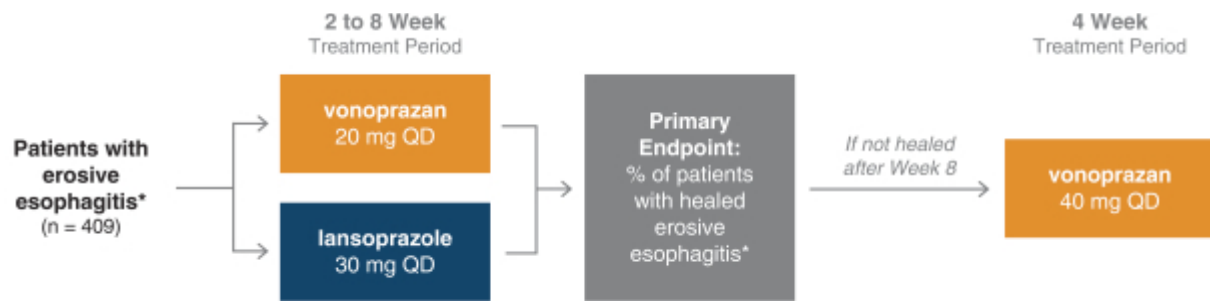 2 to 8 Week
Treatment Period
4 Week
Treatment Period
Patients with
erosive
esophagitis*
(n = 409)
vonoprazan
20 mg QD
lansoprazole
30 mg QD
Primary
Endpoint:
% of patients
with healed
erosive
esophagitis*
If not healed
after Week 8
vonoprazan
40 mg QD